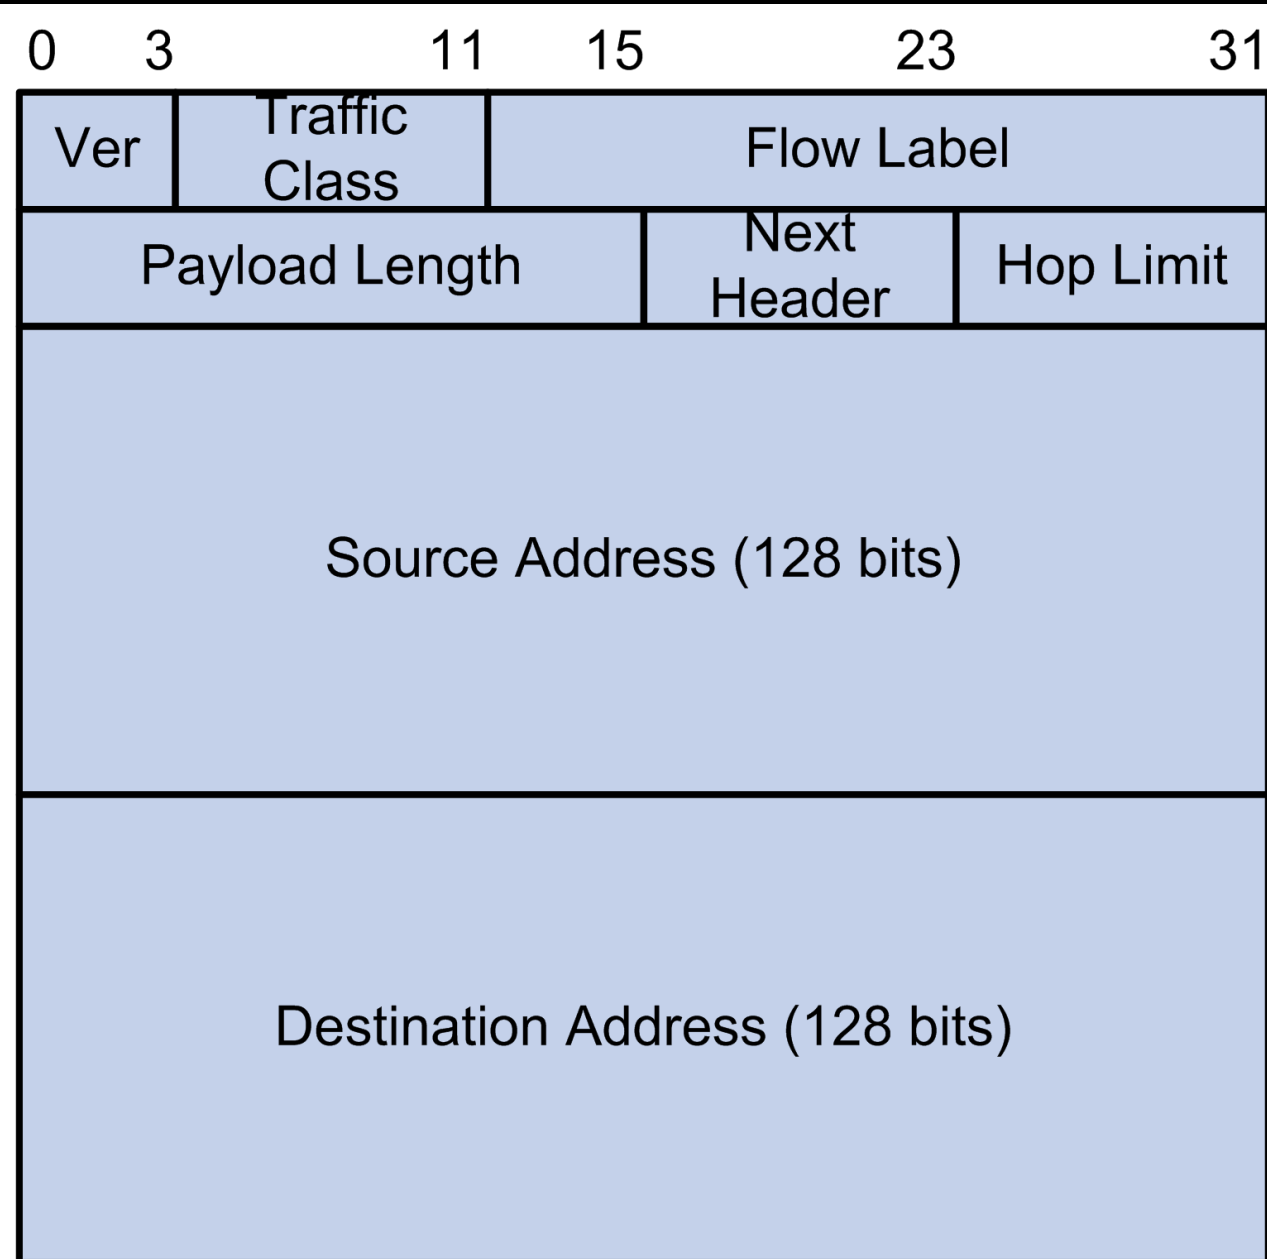 0 3 11 15 23 31
Ver Traffic Class Flow Label
Payload Length Next Header Hop Limit
Source Address (128 bits)
Destination Address (128 bits)